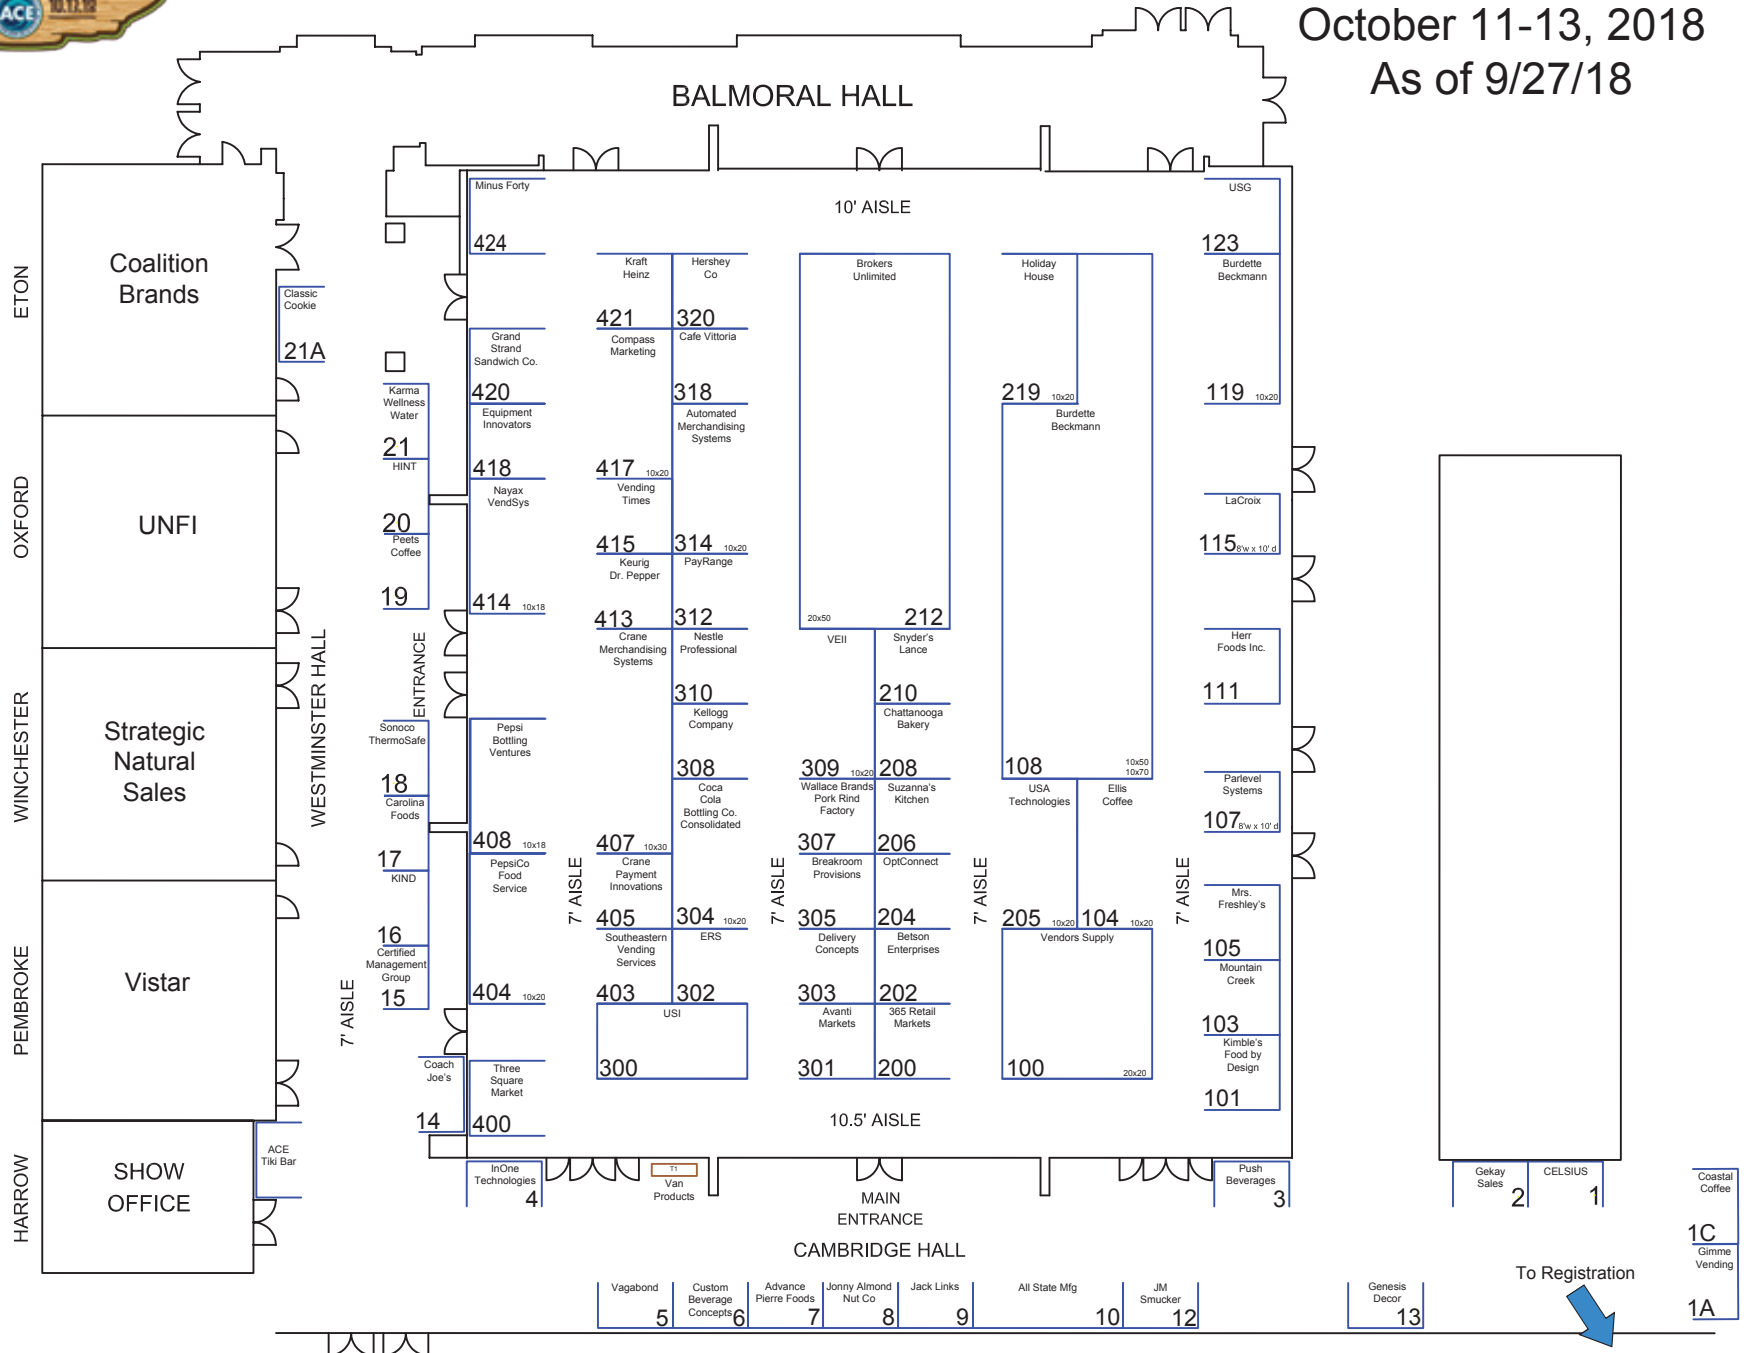 ACE
10.13.18
October 11-13, 2018
As of 9/27/18
BALMORAL HALL
10' AISLE
ETON
OXFORD
WINCHESTER
PEMBROKE
HARROW
Coalition
Brands
UNFI
Strategic
Natural
Sales
Vistar
SHOW
OFFICE
ACE
Tiki Bar
WESTMINSTER HALL
7' AISLE
ENTRANCE
Classic
Cookie
21A
Karma
Wellness
Water
21
HINT
20
Peets
Coffee
19
Sonoco
ThermoSafe
18
Carolina
Foods
17
KIND
16
Certified
Management
Group
15
Coach
Joe's
14
Minus Forty
424
Grand
Strand
Sandwich Co.
420
Equipment
Innovators
418
Nayax
VendSys
414 10x18
Pepsi
Bottling
Ventures
408 10x18
PepsiCo
Food
Service
404 10x20
Three
Square
Market
400
7' AISLE
Kraft
Heinz
421
Compass
Marketing
417 10x20
Vending
Times
415
Keurig
Dr. Pepper
413
Crane
Merchandising
Systems
407 10x30
Crane
Payment
Innovations
405
Southeastern
Vending
Services
403
Hershey
Co
320
Cafe Vittoria
318
Automated
Merchandising
Systems
314 10x20
PayRange
312
Nestle
Professional
310
Kellogg
Company
308
Coca
Cola
Bottling Co.
Consolidated
304 10x20
ERS
302
USI
300
7' AISLE
Brokers
Unlimited
20x50
212
VEII
309 10x20
Wallace Brands
Pork Rind
Factory
307
Breakroom
Provisions
305
Delivery
Concepts
303
Avanti
Markets
301
Snyder's
Lance
210
Chattanooga
Bakery
208
Suzanna's
Kitchen
206
OptConnect
204
Betson
Enterprises
202
365 Retail
Markets
200
7' AISLE
Holiday
House
219 10x20
Burdette
Beckmann
108
10x50
10x70
USA
Technologies
205 10x20
Ellis
Coffee
104 10x20
Vendors Supply
100 20x20
7' AISLE
USG
123
Burdette
Beckmann
119 10x20
LaCroix
115 8'w x 10' d
Herr
Foods Inc.
111
Parlevel
Systems
107 8'w x 10' d
Mrs.
Freshley's
105
Mountain
Creek
103
Kimble's
Food by
Design
101
10.5' AISLE
InOne
Technologies
4
T1
Van
Products
MAIN
ENTRANCE
CAMBRIDGE HALL
Push
Beverages
3
Gekay
Sales
2
CELSIUS
1
Coastal
Coffee
1C
Gimme
Vending
1A
To Registration
Vagabond
5
Custom
Beverage
Concepts
6
Advance
Pierre Foods
7
Jonny Almond
Nut Co
8
Jack Links
9
All State Mfg
10
JM
Smucker
12
Genesis
Decor
13